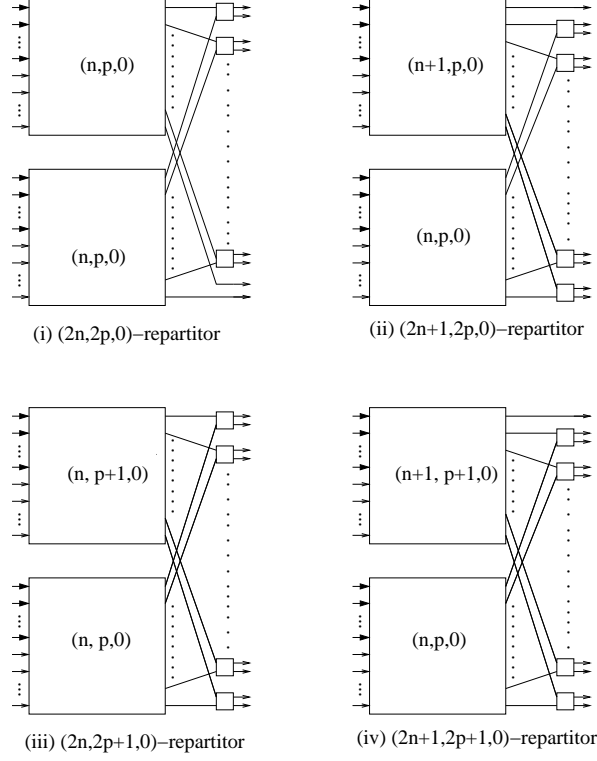 (n,p,0)
(n+1,p,0)
(n,p,0)
(n,p,0)
(i) (2n,2p,0)−repartitor
(ii) (2n+1,2p,0)−repartitor
(n, p+1,0)
(n+1, p+1,0)
(n, p,0)
(n,p,0)
(iii) (2n,2p+1,0)−repartitor
(iv) (2n+1,2p+1,0)−repartitor